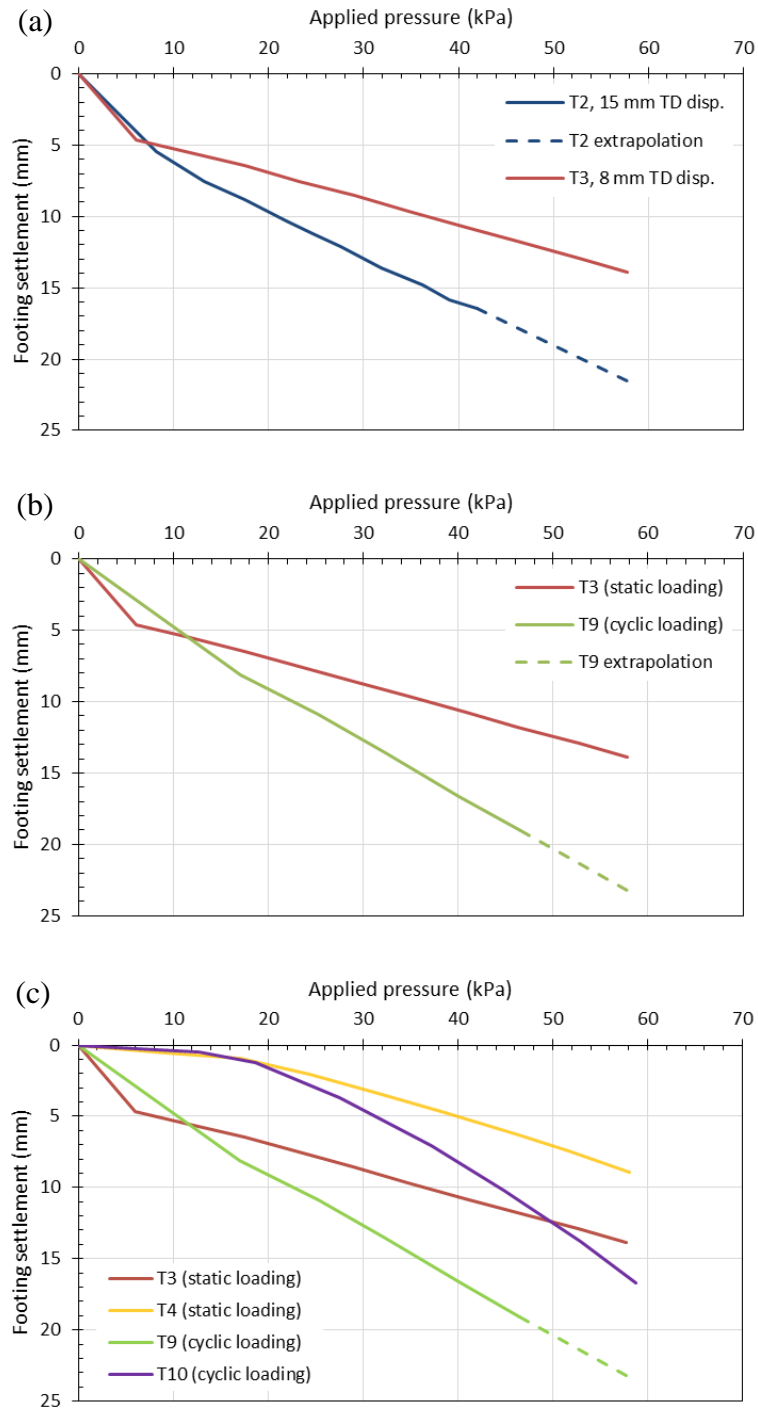 (a)
Applied pressure (kPa)
0 10 20 30 40 50 60 70
0
5
10
15
20
25
Footing settlement (mm)
T2, 15 mm TD disp.
T2 extrapolation
T3, 8 mm TD disp.
(b)
Applied pressure (kPa)
0 10 20 30 40 50 60 70
0
5
10
15
20
25
Footing settlement (mm)
T3 (static loading)
T9 (cyclic loading)
T9 extrapolation
(c)
Applied pressure (kPa)
0 10 20 30 40 50 60 70
0
5
10
15
20
25
Footing settlement (mm)
T3 (static loading)
T4 (static loading)
T9 (cyclic loading)
T10 (cyclic loading)